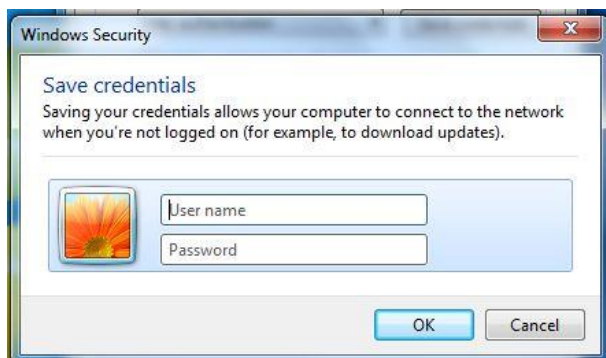 Windows Security
Save credentials
Saving your credentials allows your computer to connect to the network
when you're not logged on (for example, to download updates).
User name
Password
OK
Cancel